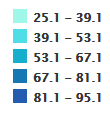 25.1 – 39.1
39.1 – 53.1
53.1 – 67.1
67.1 – 81.1
81.1 – 95.1